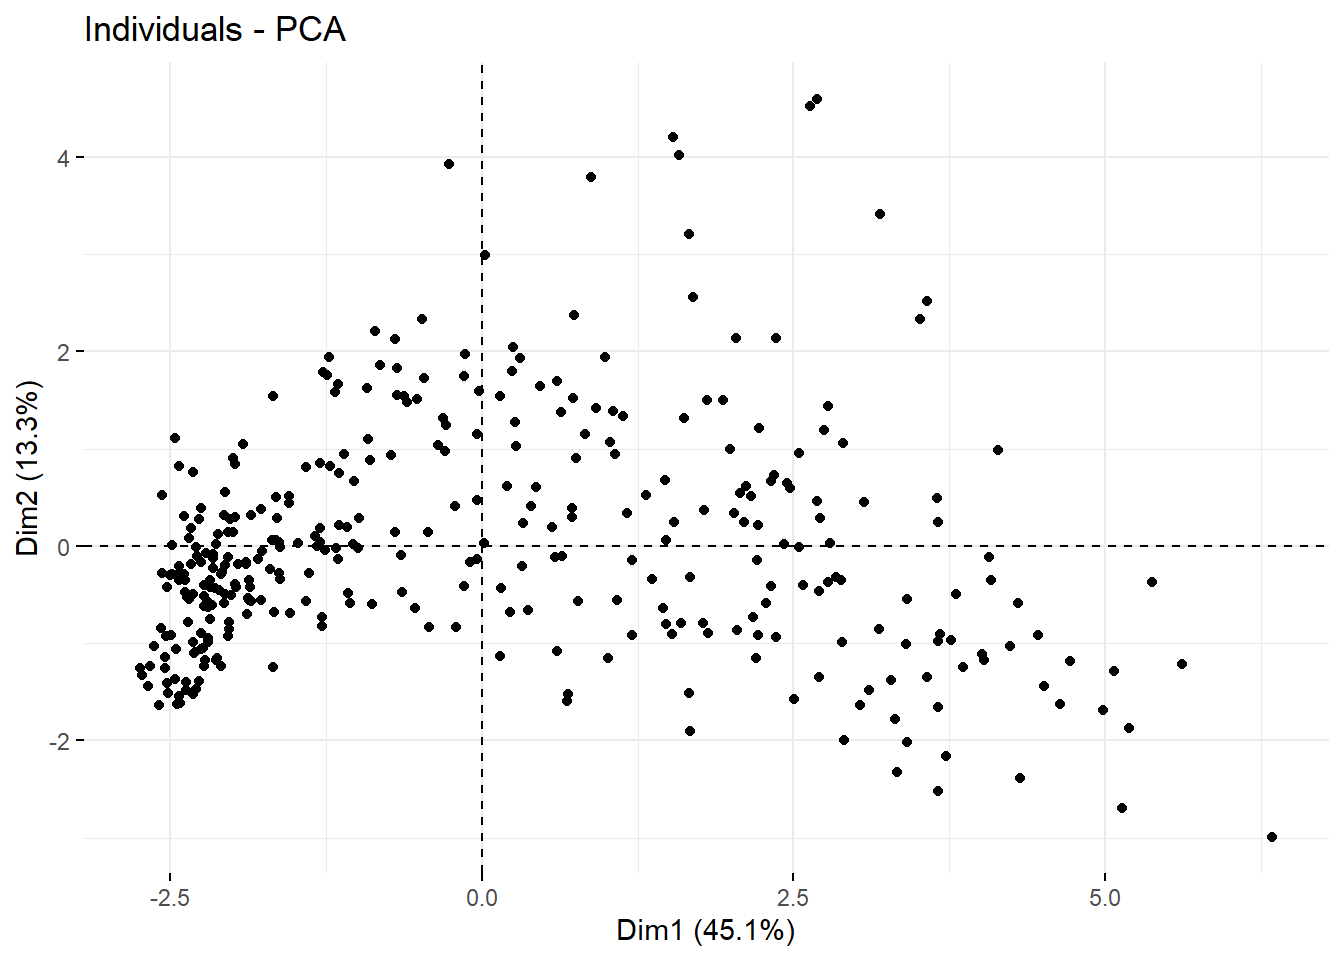 Individuals - PCA
4
2
0
-2
Dim2 (13.3%)
-2.5 0.0 2.5 5.0
Dim1 (45.1%)